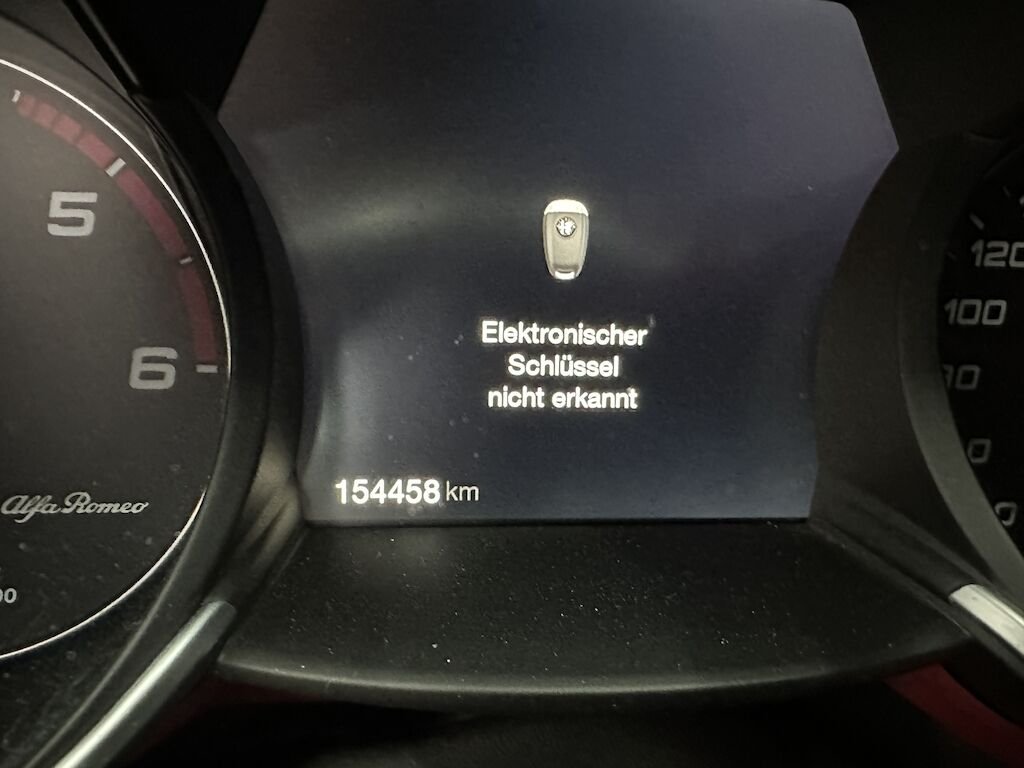 5
6
Alfa Romeo
Elektronischer
Schlüssel
nicht erkannt
154458 km
120
100